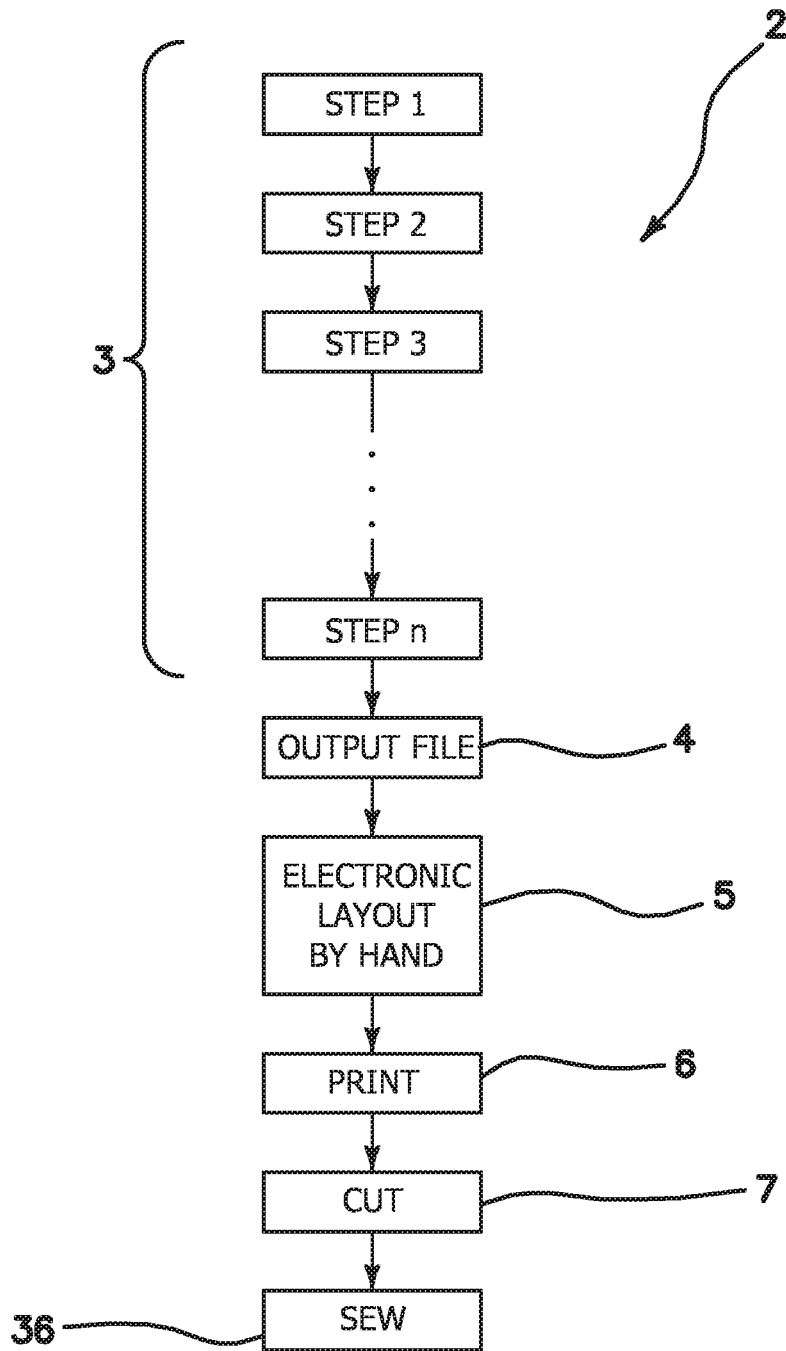 2
STEP 1
STEP 2
STEP 3
3
STEP n
OUTPUT FILE
4
ELECTRONIC
LAYOUT
BY HAND
5
PRINT
6
CUT
7
SEW
36